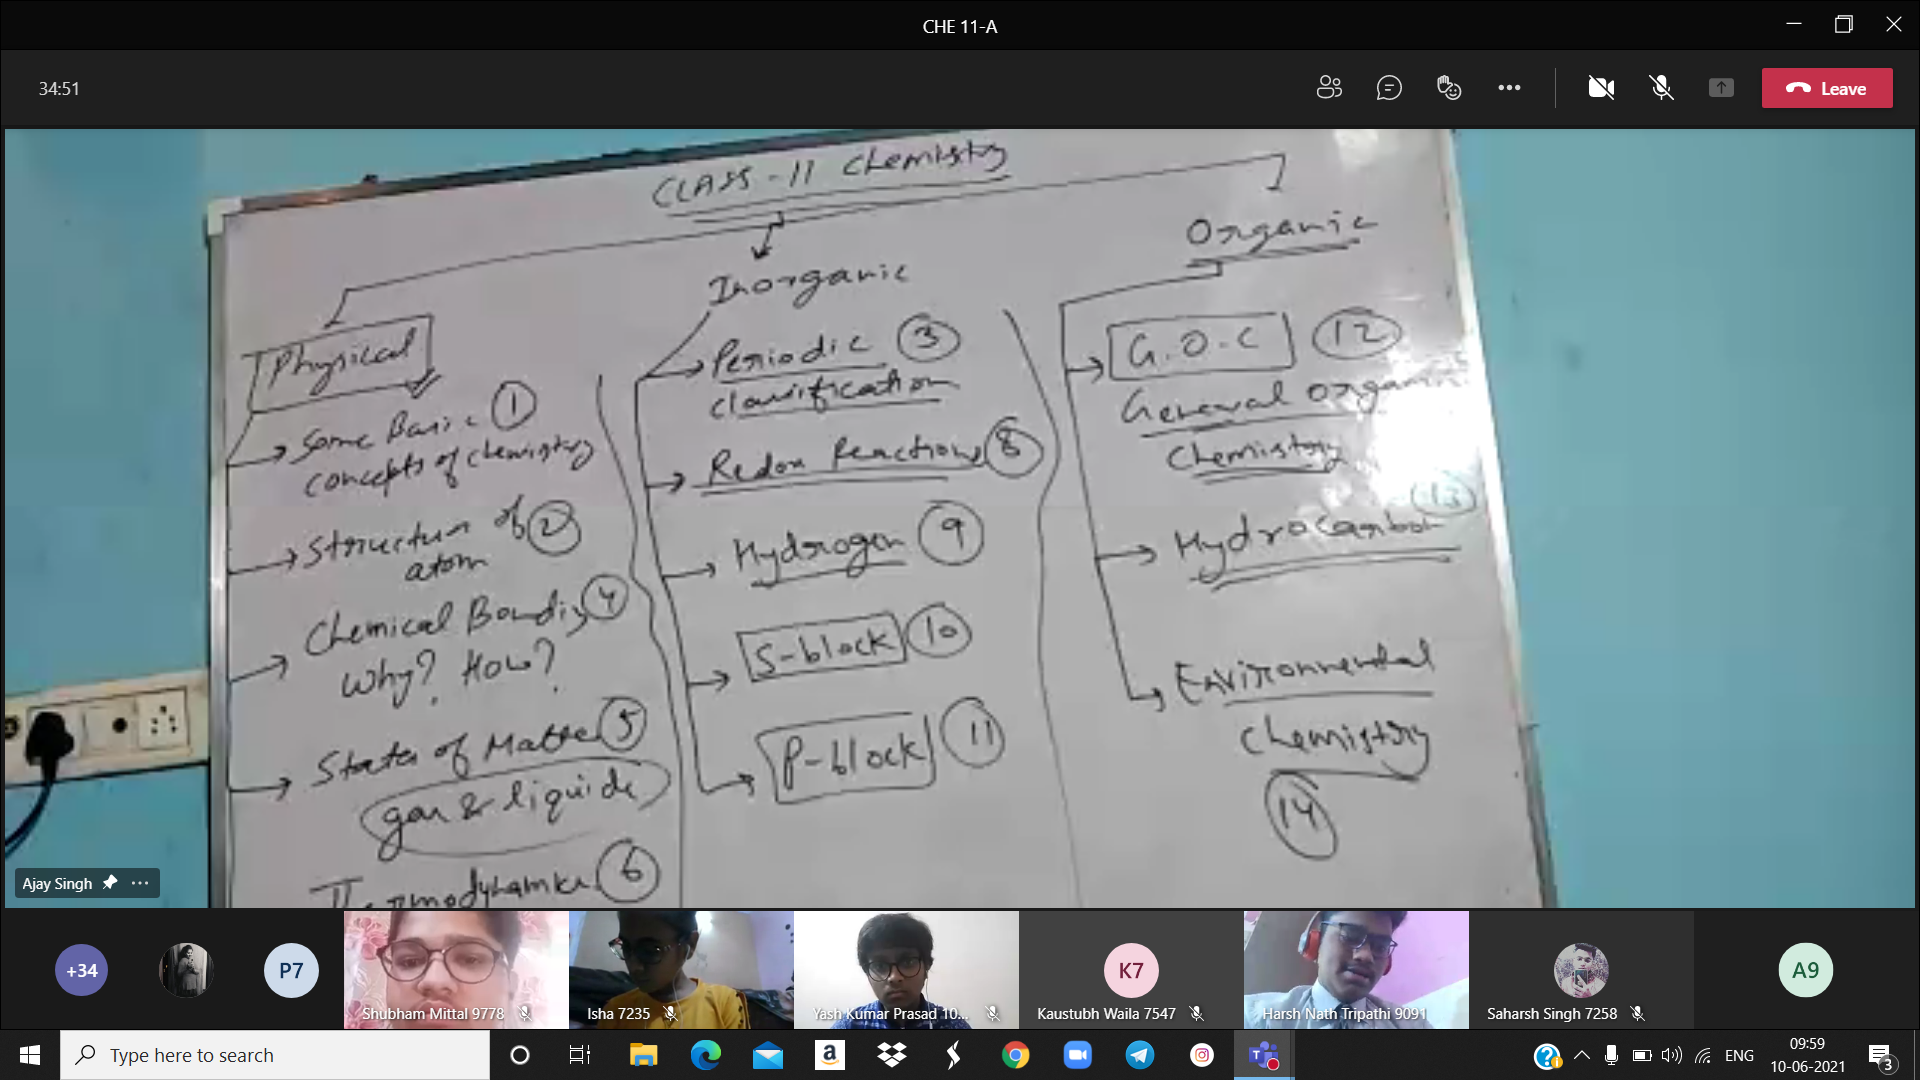 CHE 11-A
34:51
Leave
CLASS-11 Chemistry
Physical
Some Basic 1
concepts of chemistry
Structure of 2
atom
Chemical Bonding 4
Why? How?
States of Matter 5
gas & liquids
Thermodynamics 6
Inorganic
Periodic 3
classification
Redox Reactions 8
Hydrogen 9
S-block 10
P-block 11
Organic
G.O.C 12
General Organic
Chemistry
13
Hydrocarbon
Environmental
Chemistry
14
Ajay Singh
+34
P7
Shubham Mittal 9778
Isha 7235
Yash Kumar Prasad 10...
K7
Kaustubh Waila 7547
Harsh Nath Tripathi 9091
Saharsh Singh 7258
A9
Type here to search
ENG
09:59
10-06-2021
3